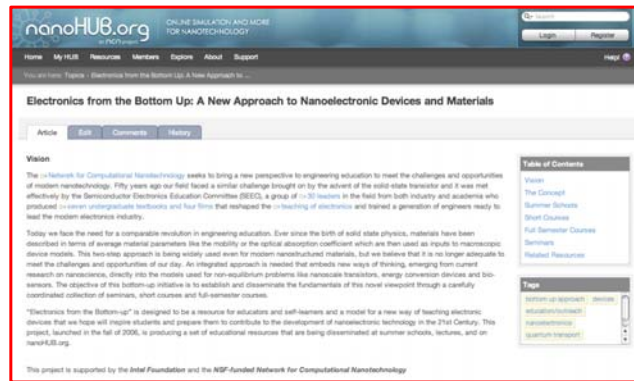 nanoHUB.org
an NCN project
ONLINE SIMULATION AND MORE
FOR NANOTECHNOLOGY
Search
Login Register
Home My HUB Resources Members Explore About Support
Help!
You are here: Topics › Electronics from the Bottom Up: A New Approach to ...
Electronics from the Bottom Up: A New Approach to Nanoelectronic Devices and Materials
Article Edit Comments History
Vision
The Network for Computational Nanotechnology seeks to bring a new perspective to engineering education to meet the challenges and opportunities
of modern nanotechnology. Fifty years ago our field faced a similar challenge brought on by the advent of the solid state transistor and it was met
effectively by the Semiconductor Electronics Education Committee (SEEC), a group of 30 leaders in the field from both industry and academia who
produced seven undergraduate textbooks and four films that reshaped the teaching of electronics and trained a generation of engineers ready to
lead the modern electronics industry.
Today we face the need for a comparable revolution in engineering education. Ever since the birth of solid state physics, materials have been
described in terms of average material parameters like the mobility or the optical absorption coefficient which are then used as inputs to macroscopic
device models. This two-step approach is being widely used even for modern nanostructured materials, but we believe that it is no longer adequate to
meet the challenges and opportunities of our day. An integrated approach is needed that embeds new ways of thinking, emerging from current
research on nanoscience, directly into the models used for non-equilibrium problems like nanoscale transistors, energy conversion devices and bio-
sensors. The objective of this bottom-up initiative is to establish and disseminate the fundamentals of this novel viewpoint through a carefully
coordinated collection of seminars, short courses and full-semester courses.
"Electronics from the Bottom-up" is designed to be a resource for educators and self-learners and a model for a new way of teaching electronic
devices that we hope will inspire students and prepare them to contribute to the development of nanoelectronic technology in the 21st Century. This
project, launched in the fall of 2006, is producing a set of educational resources that are being disseminated at summer schools, lectures, and on
nanoHUB.org.
This project is supported by the Intel Foundation and the NSF-funded Network for Computational Nanotechnology
Table of Contents
Vision
The Concept
Summer Schools
Short Courses
Full Semester Courses
Seminars
Related Resources
Tags
bottom up approach devices
education/outreach
nanoelectronics
quantum transport